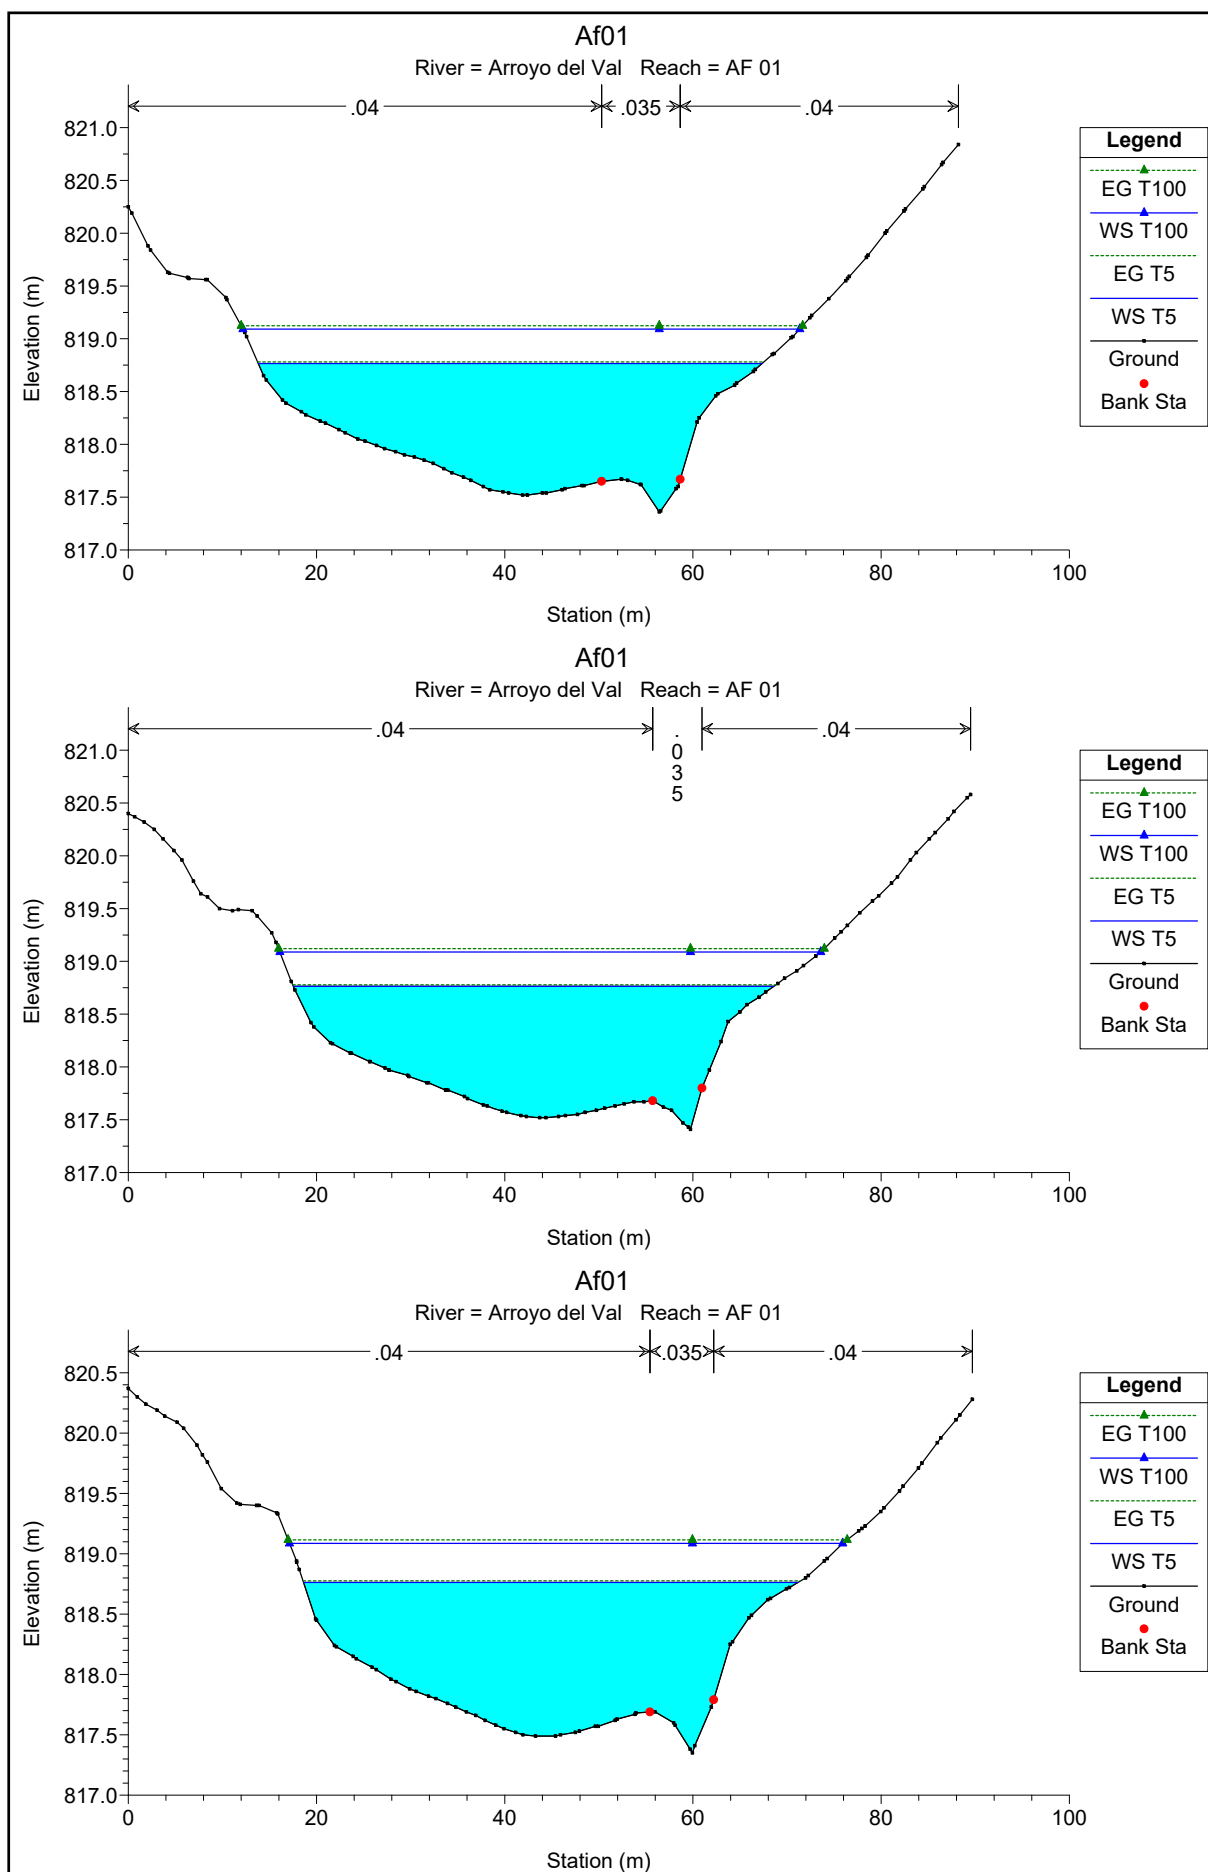 Af01
River = Arroyo del Val   Reach = AF 01
.04 .035 .04
821.0
820.5
820.0
819.5
819.0
818.5
818.0
817.5
817.0
Elevation (m)
0 20 40 60 80 100
Station (m)
Legend
EG T100
WS T100
EG T5
WS T5
Ground
Bank Sta
Af01
River = Arroyo del Val   Reach = AF 01
.04 .035 .04
821.0
820.5
820.0
819.5
819.0
818.5
818.0
817.5
817.0
Elevation (m)
0 20 40 60 80 100
Station (m)
Legend
EG T100
WS T100
EG T5
WS T5
Ground
Bank Sta
Af01
River = Arroyo del Val   Reach = AF 01
.04 .035 .04
820.5
820.0
819.5
819.0
818.5
818.0
817.5
817.0
Elevation (m)
0 20 40 60 80 100
Station (m)
Legend
EG T100
WS T100
EG T5
WS T5
Ground
Bank Sta